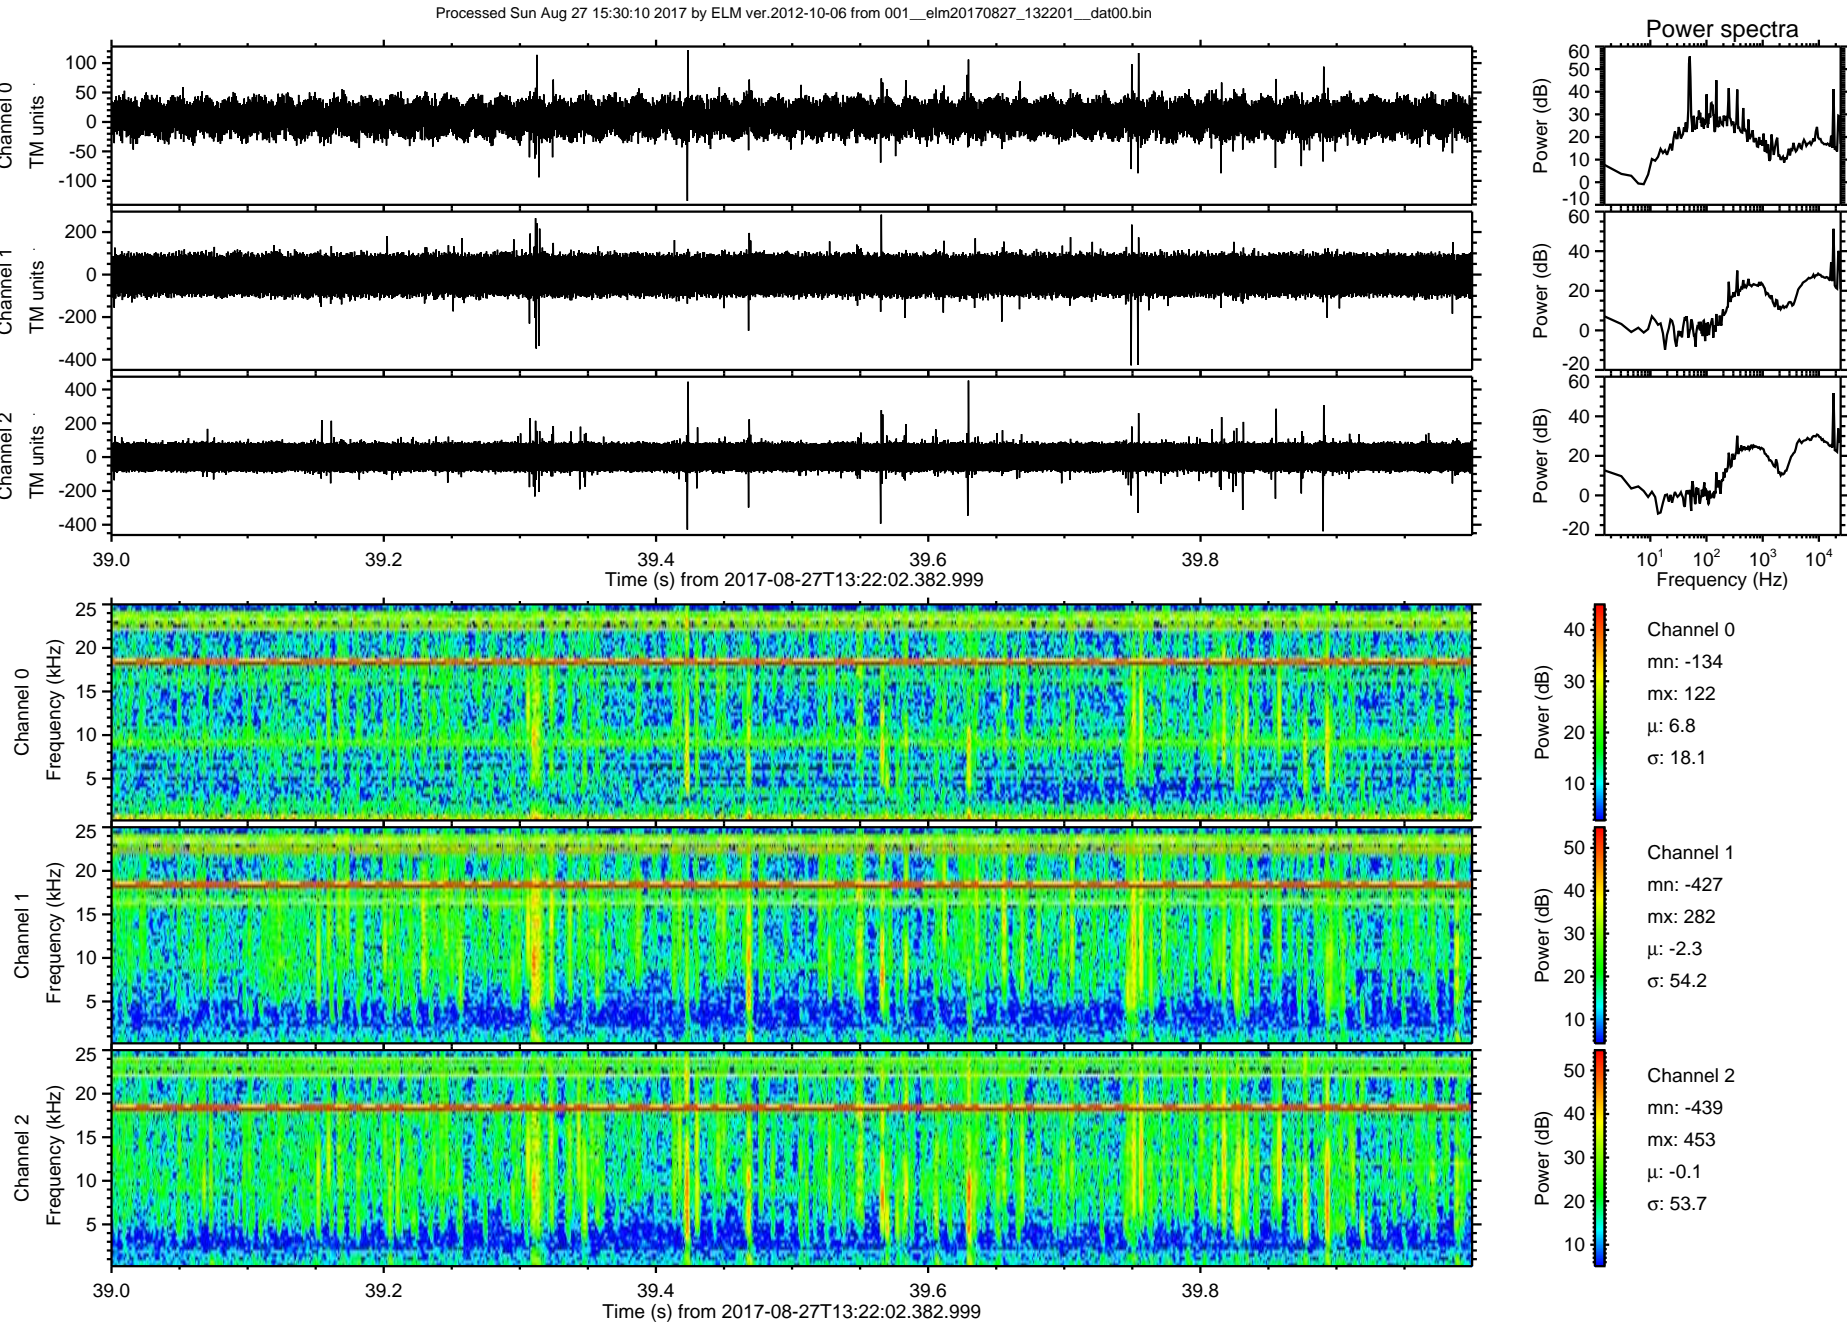 Processed Sun Aug 27 15:30:10 2017 by ELM ver.2012-10-06 from 001__elm20170827_132201__dat00.bin
Power spectra
Channel 0
TM units
100
50
0
-50
-100
Power (dB)
60
50
40
30
20
10
0
-10
Channel 1
TM units
200
0
-200
-400
Power (dB)
60
40
20
0
-20
Channel 2
TM units
400
200
0
-200
-400
Power (dB)
60
40
20
0
-20
39.0 39.2 39.4 39.6 39.8
Time (s) from 2017-08-27T13:22:02.382.999
10^1 10^2 10^3 10^4
Frequency (Hz)
Channel 0
Frequency (kHz)
25
20
15
10
5
Power (dB)
40
30
20
10
Channel 0
mn: -134
mx: 122
μ: 6.8
σ: 18.1
Channel 1
Frequency (kHz)
25
20
15
10
5
Power (dB)
50
40
30
20
10
Channel 1
mn: -427
mx: 282
μ: -2.3
σ: 54.2
Channel 2
Frequency (kHz)
25
20
15
10
5
Power (dB)
50
40
30
20
10
Channel 2
mn: -439
mx: 453
μ: -0.1
σ: 53.7
39.0 39.2 39.4 39.6 39.8
Time (s) from 2017-08-27T13:22:02.382.999